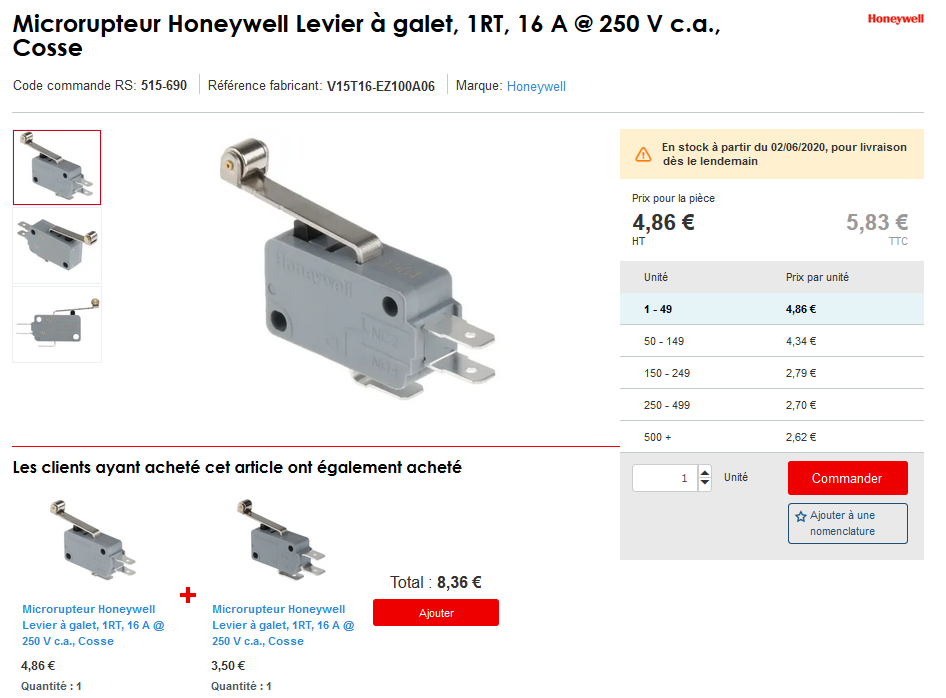 Microrupteur Honeywell Levier à galet, 1RT, 16 A @ 250 V c.a.,
Cosse
Honeywell
Code commande RS: 515-690
Référence fabricant: V15T16-EZ100A06
Marque: Honeywell
En stock à partir du 02/06/2020, pour livraison
dès le lendemain
Prix pour la pièce
4,86 €
HT
5,83 €
TTC
Unité Prix par unité
1 - 49 4,86 €
50 - 149 4,34 €
150 - 249 2,79 €
250 - 499 2,70 €
500 + 2,62 €
1 Unité
Commander
Ajouter à une
nomenclature
Honeywell
Les clients ayant acheté cet article ont également acheté
Microrupteur Honeywell
Levier à galet, 1RT, 16 A @
250 V c.a., Cosse
4,86 €
Quantité : 1
+
Microrupteur Honeywell
Levier à galet, 1RT, 16 A @
250 V c.a., Cosse
3,50 €
Quantité : 1
Total : 8,36 €
Ajouter